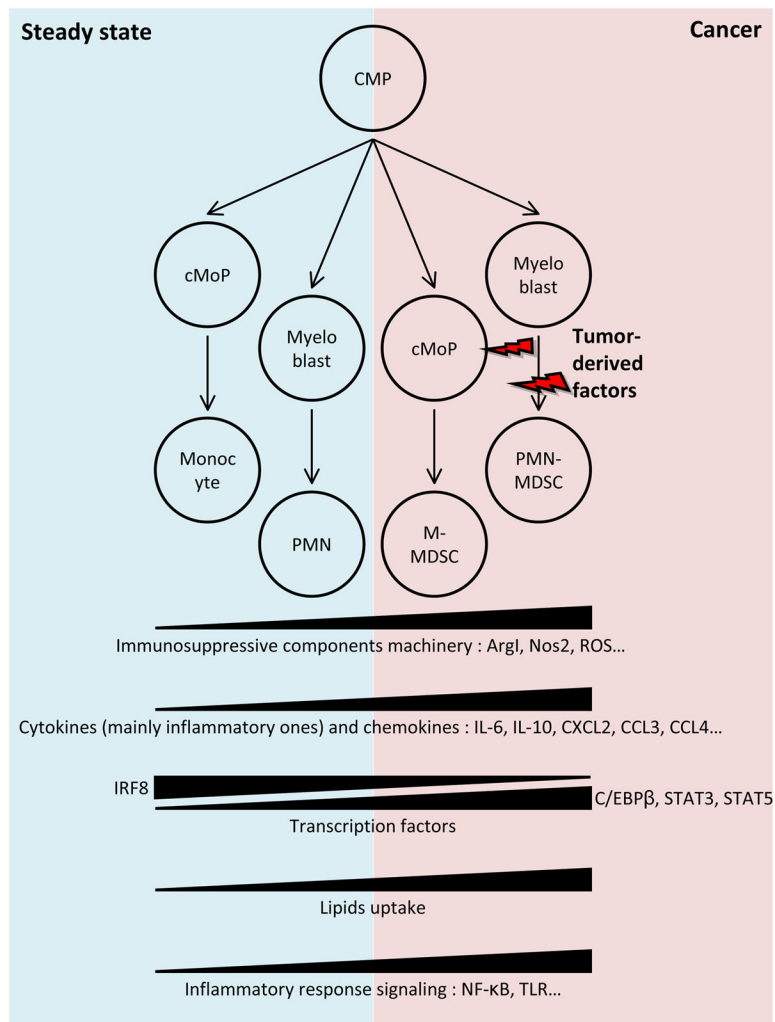 Steady state
Cancer
CMP
cMoP
Myelo
blast
Myelo
blast
cMoP
Tumor-
derived
factors
Monoc
yte
PMN-
MDSC
PMN
M-
MDSC
Immunosuppressive components machinery : ArgI, Nos2, ROS…
Cytokines (mainly inflammatory ones) and chemokines : IL-6, IL-10, CXCL2, CCL3, CCL4…
IRF8
C/EBPβ, STAT3, STAT5
Transcription factors
Lipids uptake
Inflammatory response signaling : NF-κB, TLR…